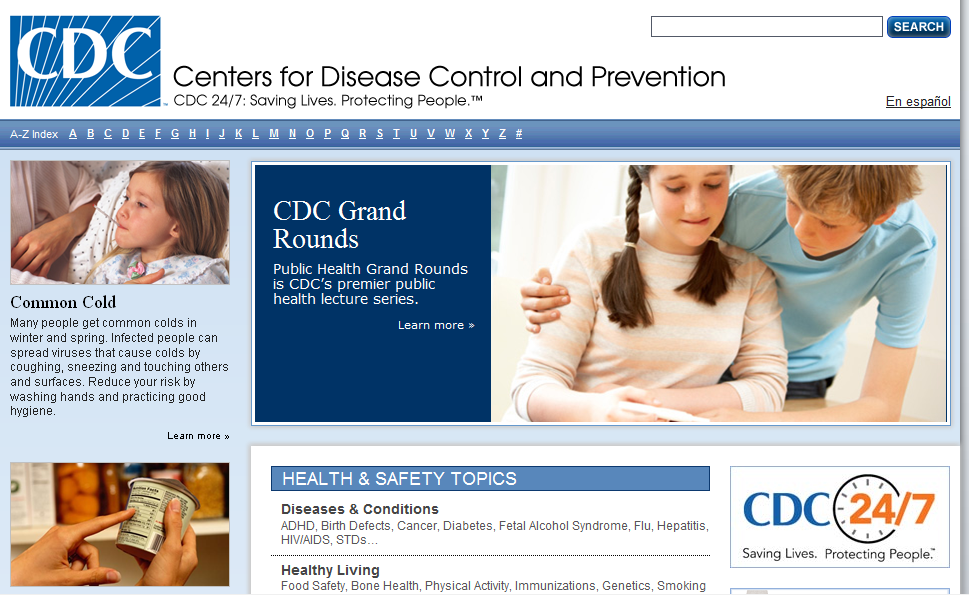 CDC
SEARCH
Centers for Disease Control and Prevention
CDC 24/7: Saving Lives. Protecting People.™
En español
A-Z Index A B C D E F G H I J K L M N O P Q R S T U V W X Y Z #
Common Cold
Many people get common colds in
winter and spring. Infected people can
spread viruses that cause colds by
coughing, sneezing and touching others
and surfaces. Reduce your risk by
washing hands and practicing good
hygiene.
Learn more »
CDC Grand
Rounds
Public Health Grand Rounds
is CDC's premier public
health lecture series.
Learn more »
HEALTH & SAFETY TOPICS
Diseases & Conditions
ADHD, Birth Defects, Cancer, Diabetes, Fetal Alcohol Syndrome, Flu, Hepatitis,
HIV/AIDS, STDs...
Healthy Living
Food Safety, Bone Health, Physical Activity, Immunizations, Genetics, Smoking
CDC 24/7
Saving Lives. Protecting People.™